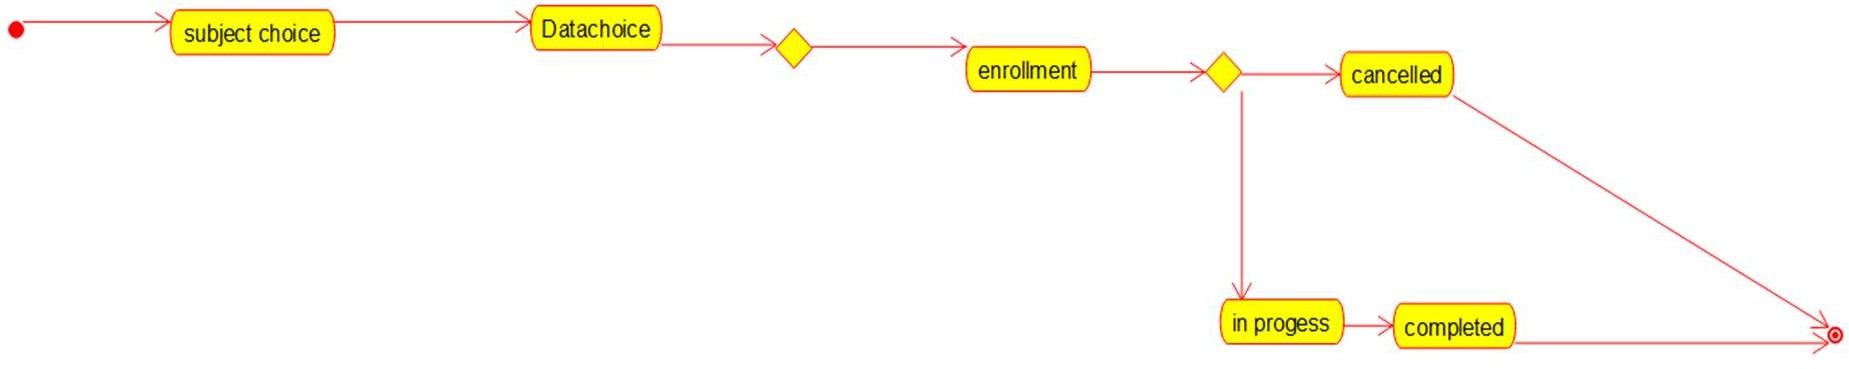 subject choice
Datachoice
enrollment
cancelled
in progess
completed